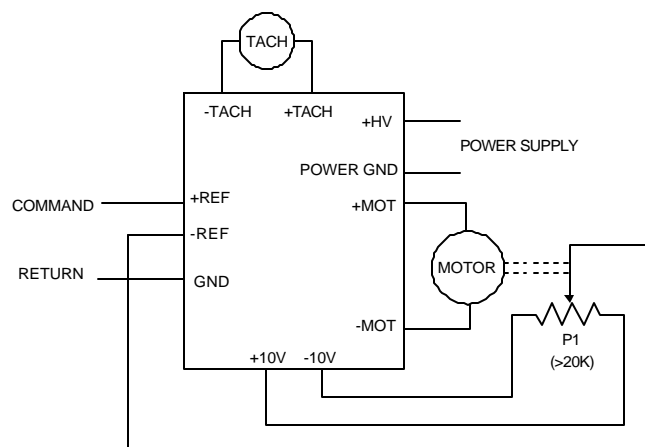 TACH
-TACH
+TACH
+HV
POWER SUPPLY
POWER GND
+REF
+MOT
COMMAND
-REF
RETURN
GND
MOTOR
-MOT
P1
(>20K)
+10V
-10V